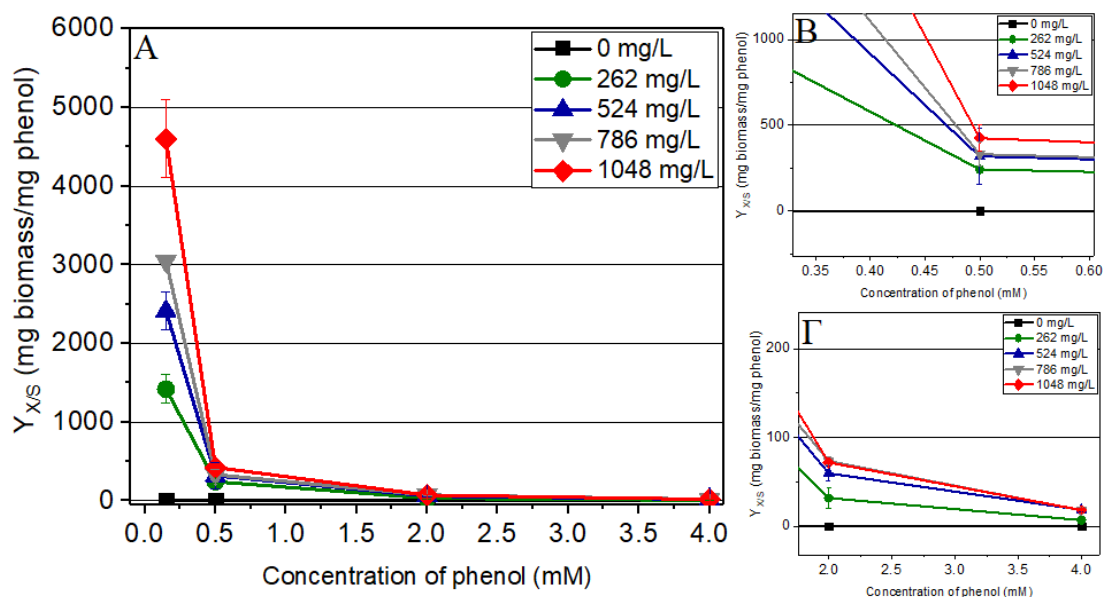 A
0 mg/L
262 mg/L
524 mg/L
786 mg/L
1048 mg/L
6000
5000
4000
3000
2000
1000
0
Y X/S (mg biomass/mg phenol)
0.0 0.5 1.0 1.5 2.0 2.5 3.0 3.5 4.0
Concentration of phenol (mM)
B
0 mg/L
262 mg/L
524 mg/L
786 mg/L
1048 mg/L
1000
500
0
Y X/S (mg biomass/mg phenol)
0.35 0.40 0.45 0.50 0.55 0.60
Concentration of phenol (mM)
Γ
0 mg/L
262 mg/L
524 mg/L
786 mg/L
1048 mg/L
200
100
0
Y X/S (mg biomass/mg phenol)
2.0 2.5 3.0 3.5 4.0
Concentration of phenol (mM)